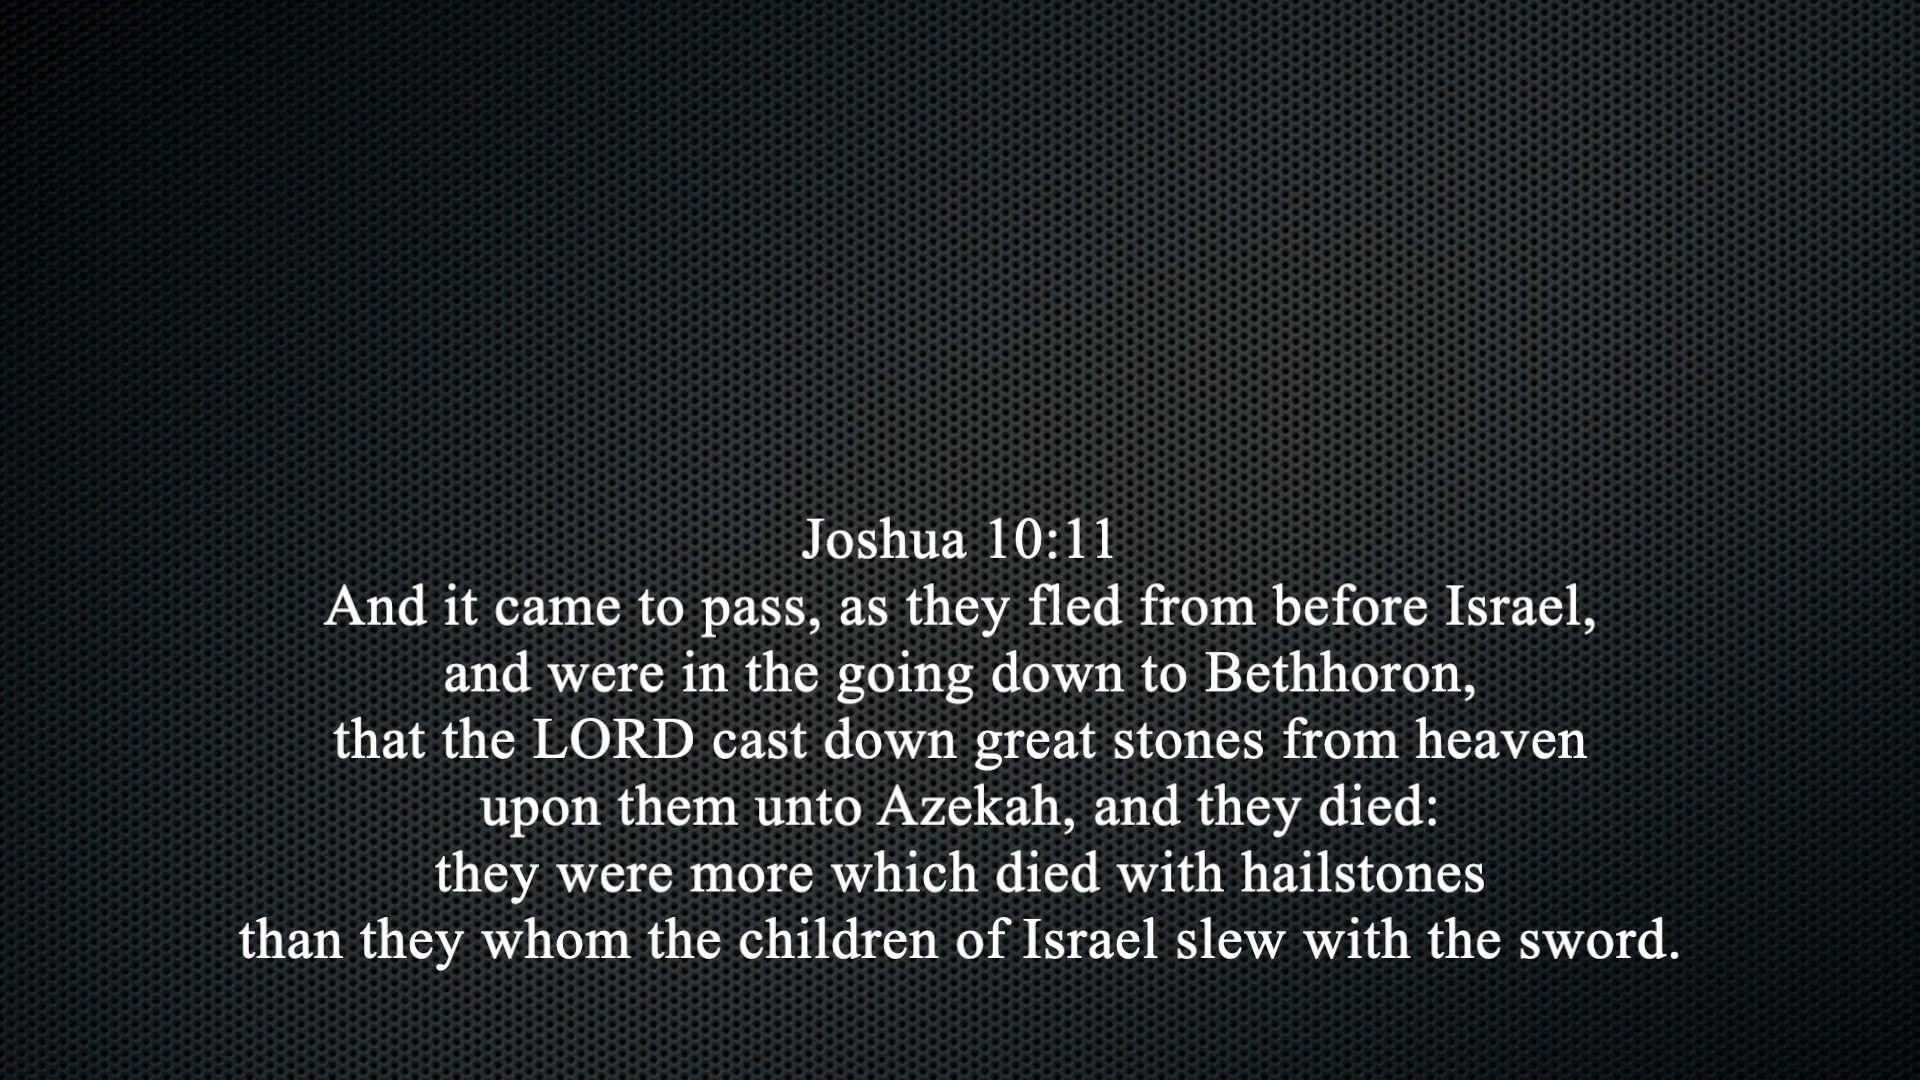 Joshua 10:11
And it came to pass, as they fled from before Israel,
and were in the going down to Bethhoron,
that the LORD cast down great stones from heaven
upon them unto Azekah, and they died:
they were more which died with hailstones
than they whom the children of Israel slew with the sword.